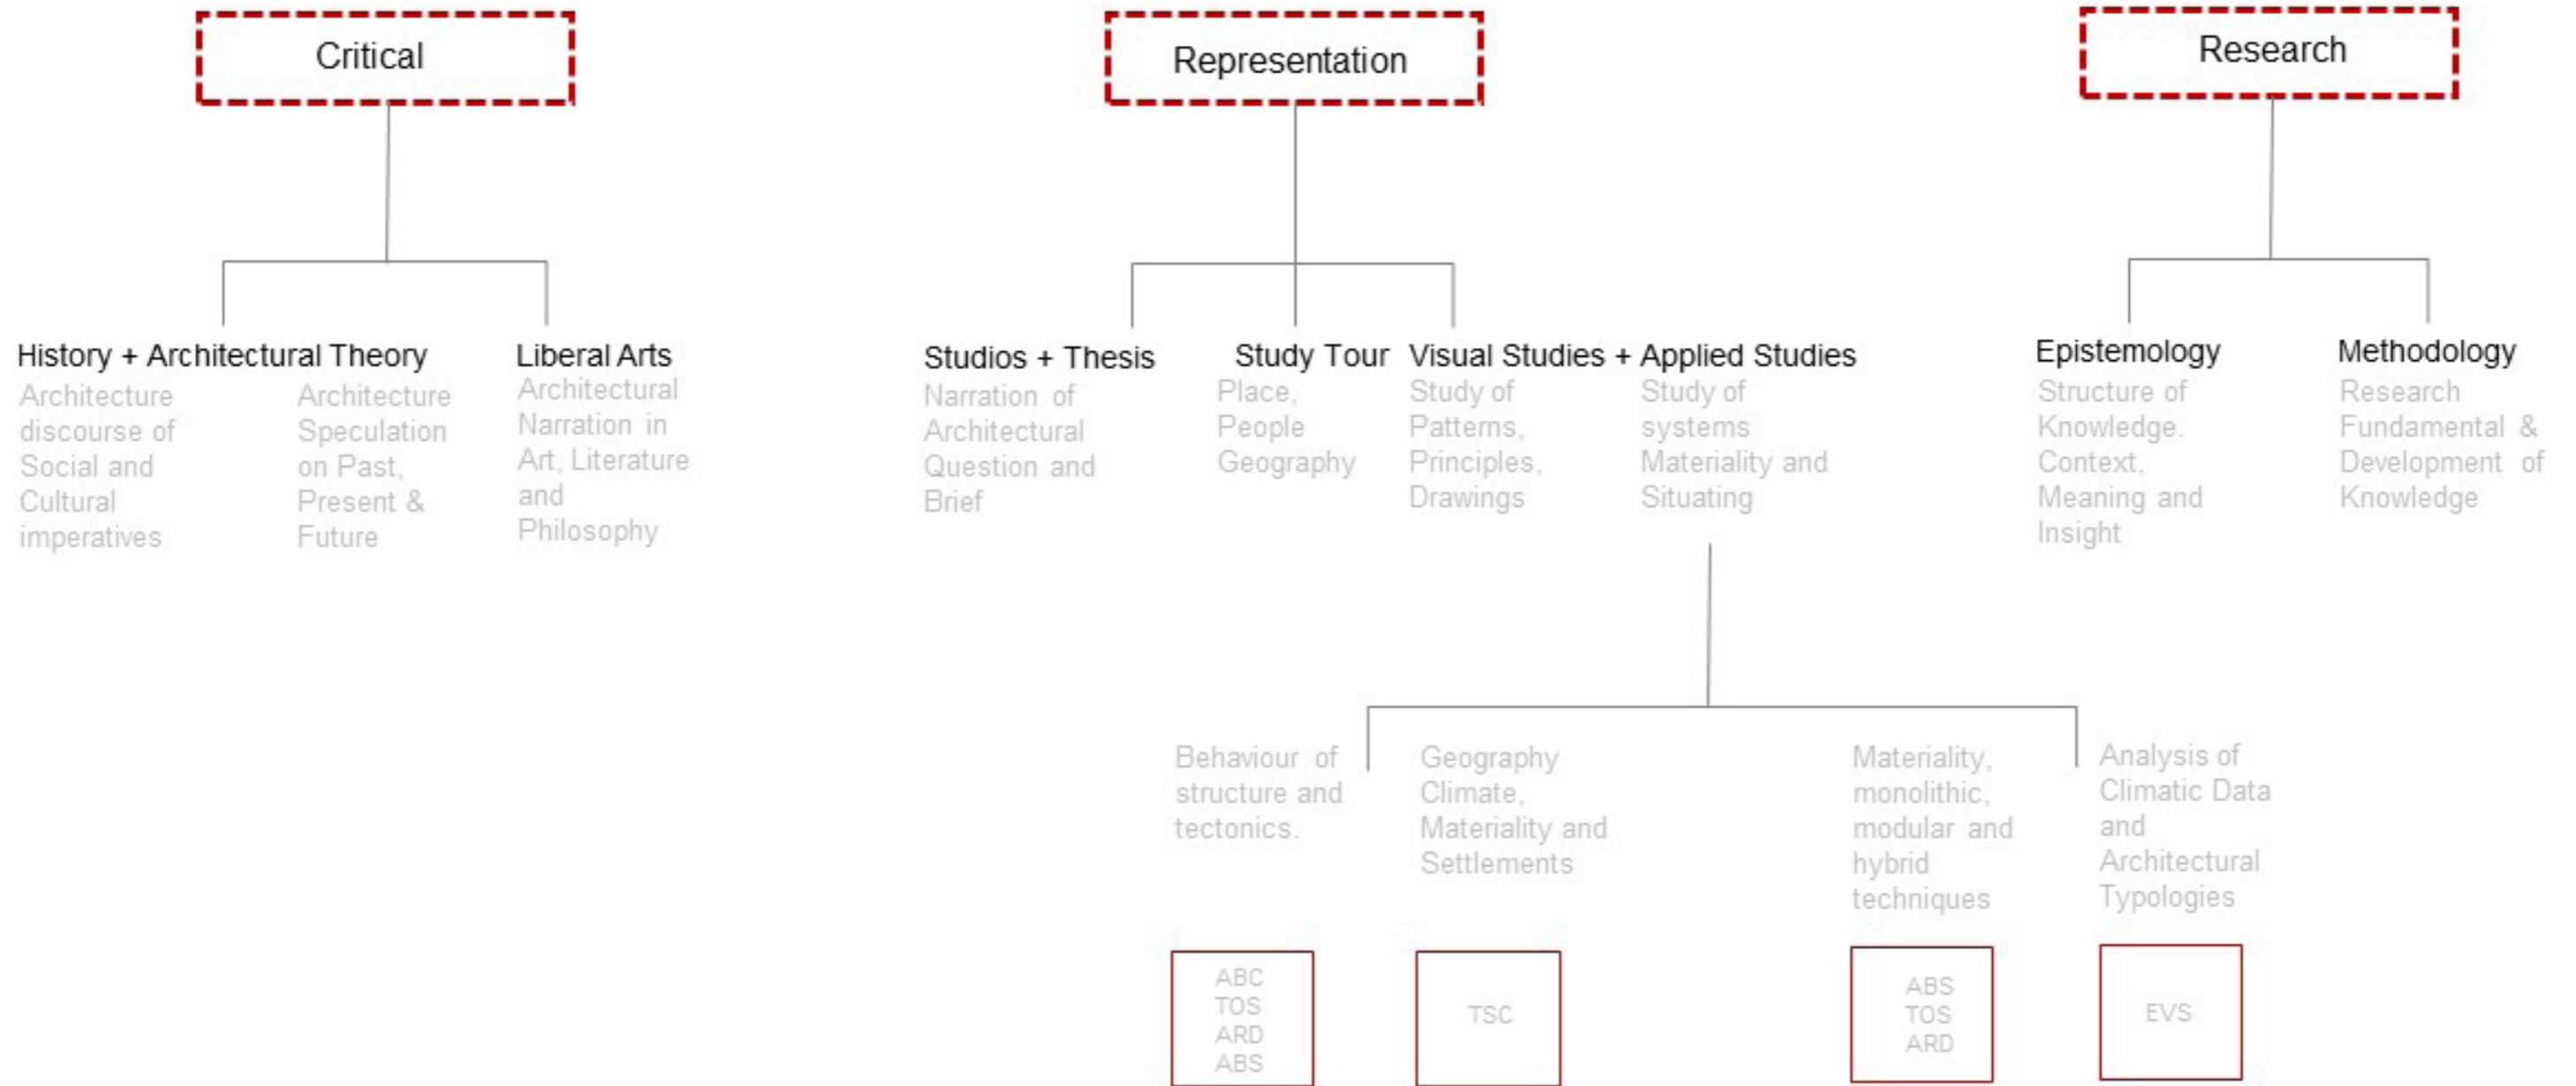 Critical
Representation
Research
History + Architectural Theory
Architecture
discourse of
Social and
Cultural
imperatives
Architecture
Speculation
on Past,
Present &
Future
Liberal Arts
Architectural
Narration in
Art, Literature
and
Philosophy
Studios + Thesis
Narration of
Architectural
Question and
Brief
Study Tour
Place,
People
Geography
Visual Studies + Applied Studies
Study of
Patterns,
Principles,
Drawings
Study of
systems
Materiality and
Situating
Epistemology
Structure of
Knowledge.
Context,
Meaning and
Insight
Methodology
Research
Fundamental &
Development of
Knowledge
Behaviour of
structure and
tectonics.
Geography
Climate,
Materiality and
Settlements
Materiality,
monolithic,
modular and
hybrid
techniques
Analysis of
Climatic Data
and
Architectural
Typologies
ABC
TOS
ARD
ABS
TSC
ABS
TOS
ARD
EVS